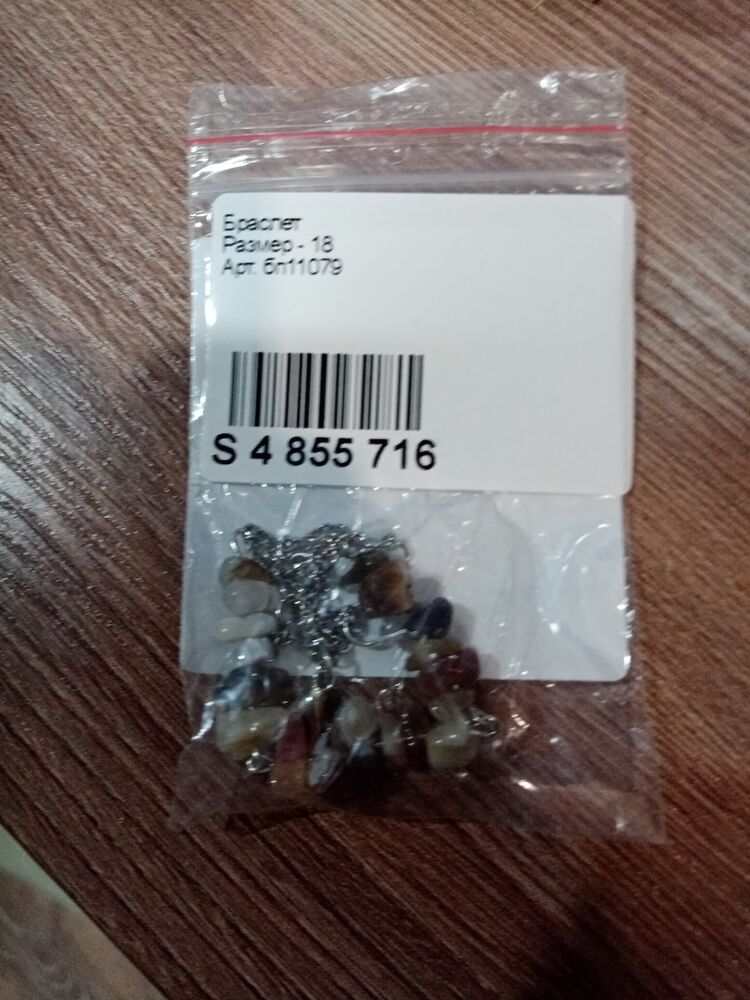 Браслет
Размер - 18
Арт. бп11079
S 4 855 716